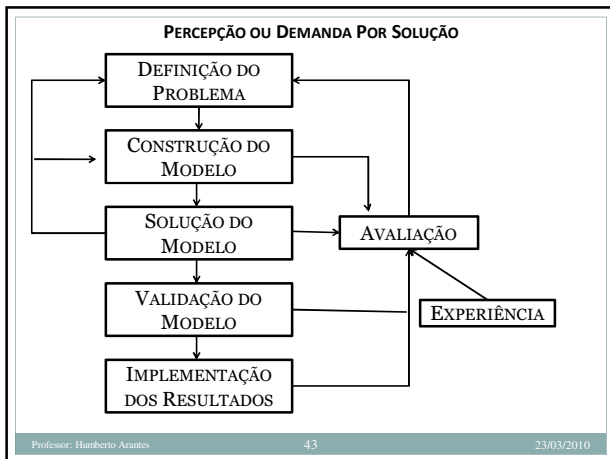 PERCEPÇÃO OU DEMANDA POR SOLUÇÃO
DEFINIÇÃO DO
PROBLEMA
CONSTRUÇÃO DO
MODELO
SOLUÇÃO DO
MODELO
AVALIAÇÃO
VALIDAÇÃO DO
MODELO
EXPERIÊNCIA
IMPLEMENTAÇÃO
DOS RESULTADOS
Professor: Humberto Arantes
43
23/03/2010